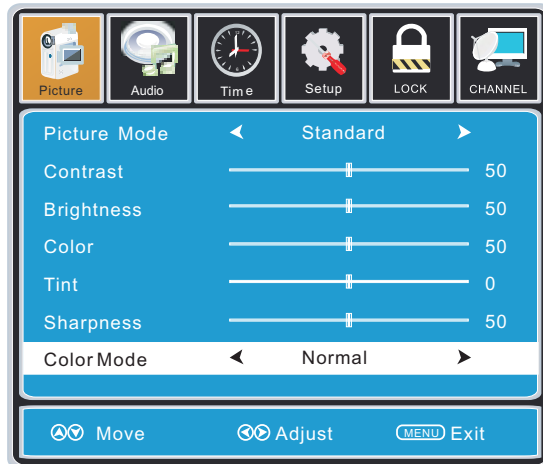 Picture Audio Time Setup LOCK CHANNEL
Picture Mode Standard
Contrast 50
Brightness 50
Color 50
Tint 0
Sharpness 50
Color Mode Normal
Move Adjust MENU Exit